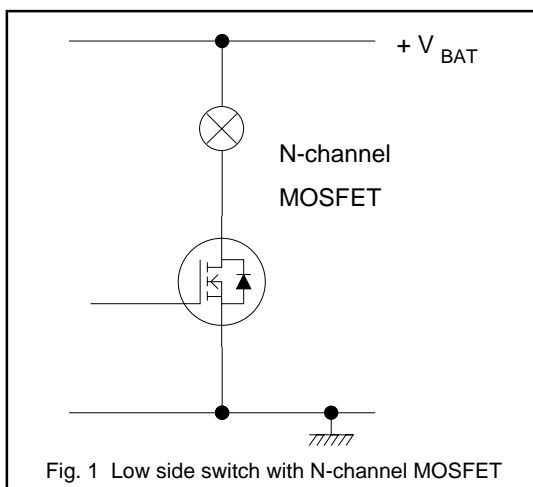 + V BAT
N-channel
MOSFET
Fig. 1 Low side switch with N-channel MOSFET